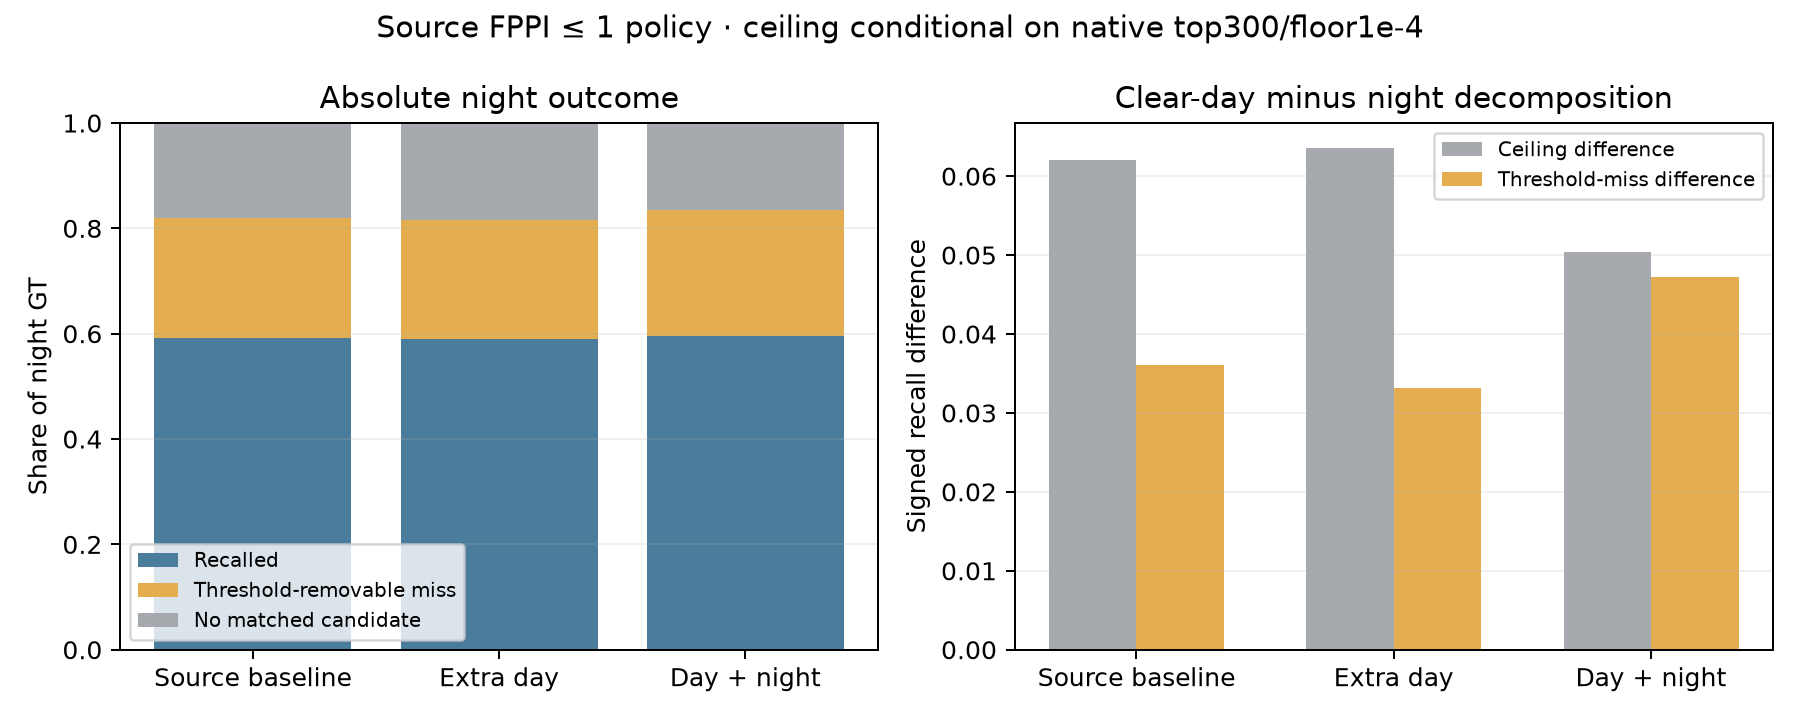 Source FPPI ≤ 1 policy · ceiling conditional on native top300/floor1e-4
Absolute night outcome
Share of night GT
1.0
0.8
0.6
0.4
0.2
0.0
Recalled
Threshold-removable miss
No matched candidate
Source baseline
Extra day
Day + night
Clear-day minus night decomposition
Signed recall difference
0.06
0.05
0.04
0.03
0.02
0.01
0.00
Ceiling difference
Threshold-miss difference
Source baseline
Extra day
Day + night